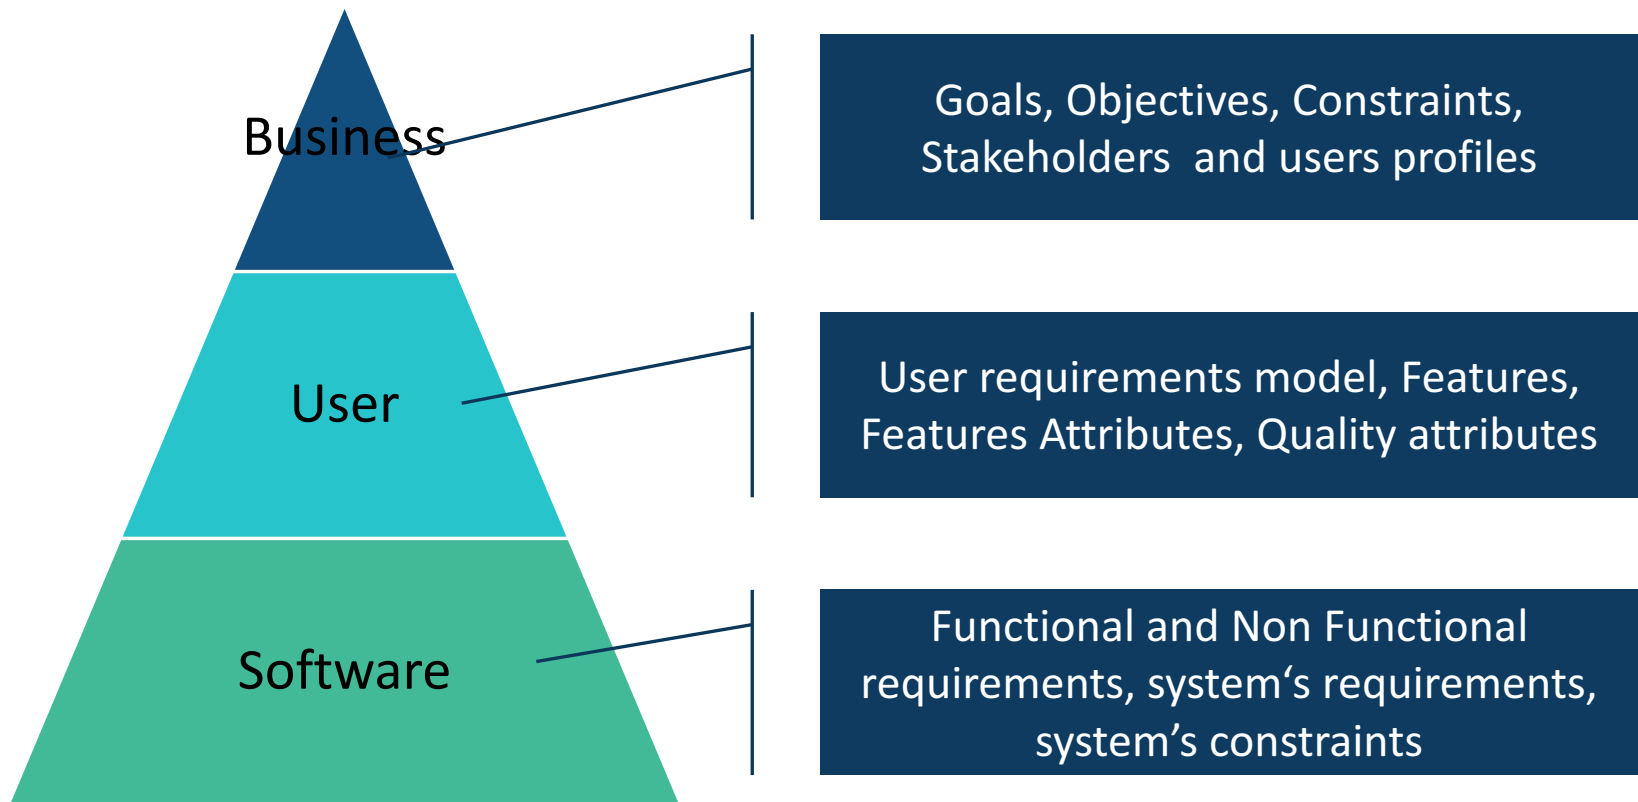 Business
Goals, Objectives, Constraints,
Stakeholders  and users profiles
User
User requirements model, Features,
Features Attributes, Quality attributes
Software
Functional and Non Functional
requirements, system‘s requirements,
system’s constraints